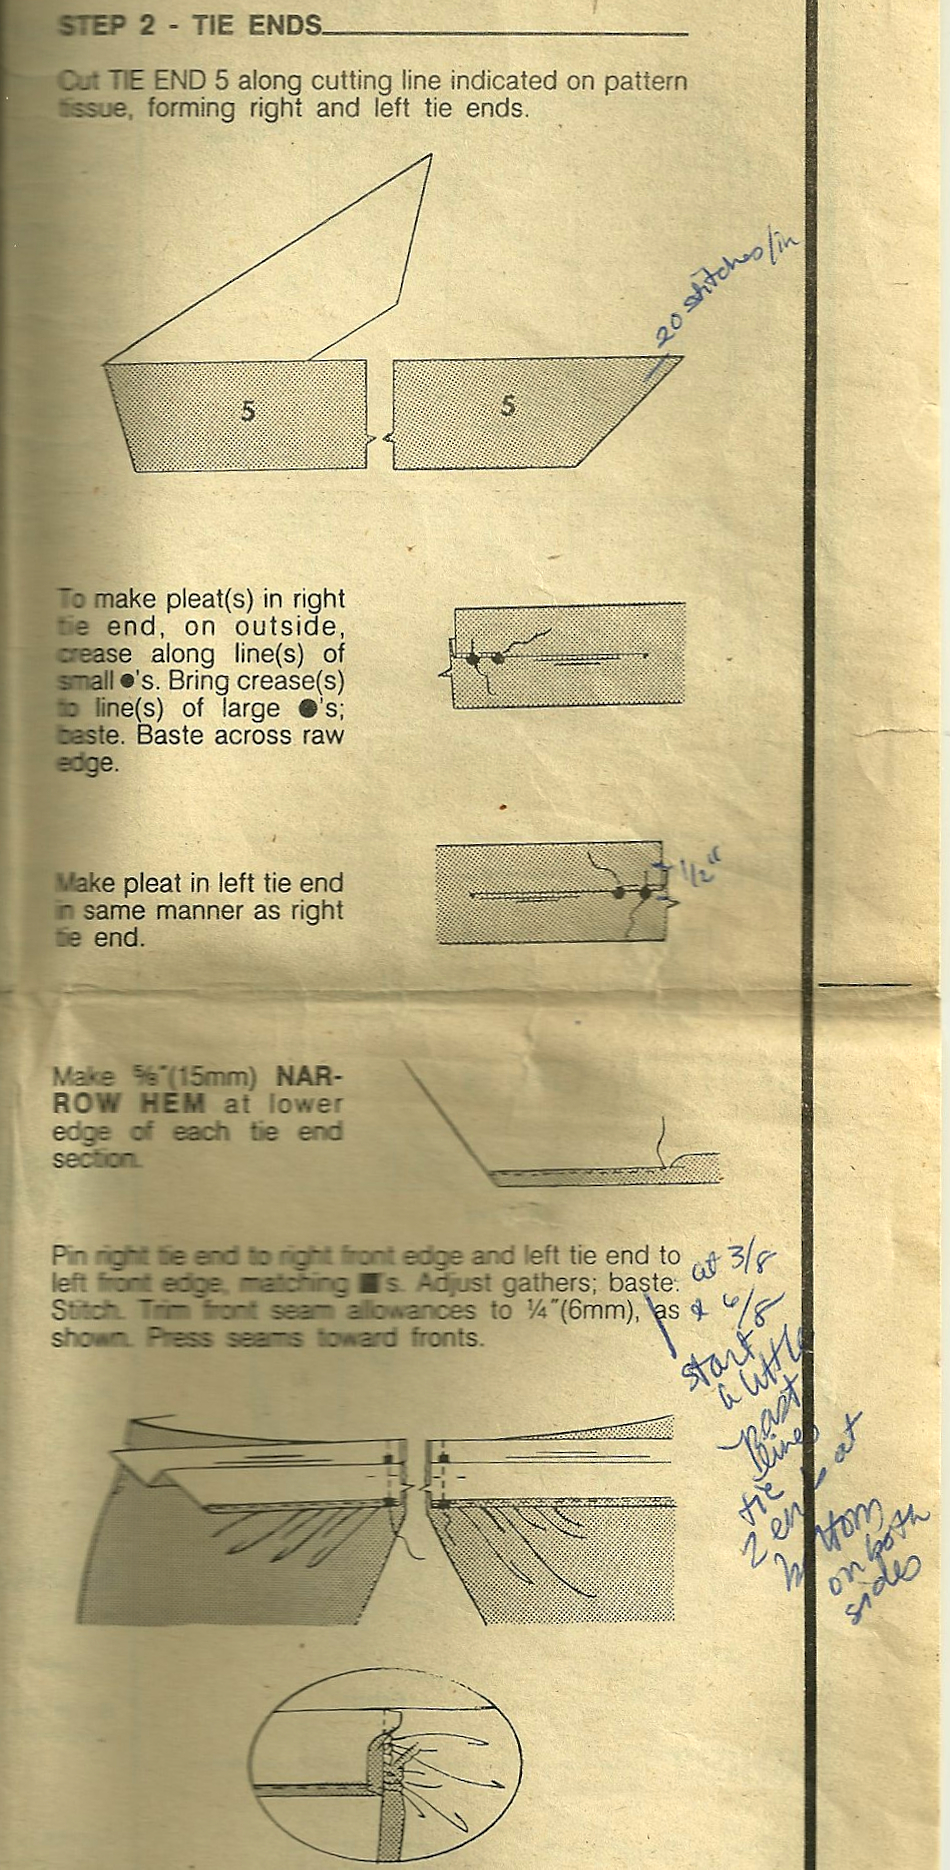 STEP 2 - TIE ENDS
Cut TIE END 5 along cutting line indicated on pattern
tissue, forming right and left tie ends.
20 stitches/in
5
5
To make pleat(s) in right
tie end, on outside,
crease along line(s) of
small ●'s. Bring crease(s)
to line(s) of large ●'s;
baste. Baste across raw
edge.
1/2"
Make pleat in left tie end
in same manner as right
tie end.
Make ⅝"(15mm) NAR-
ROW HEM at lower
edge of each tie end
section.
Pin right tie end to right front edge and left tie end to
left front edge, matching ■'s. Adjust gathers; baste.
Stitch. Trim front seam allowances to ¼"(6mm), as
shown. Press seams toward fronts.
at 3/8
& 6/8
start
a little
past
lines
tie
2 ends at
bottom
on both
sides